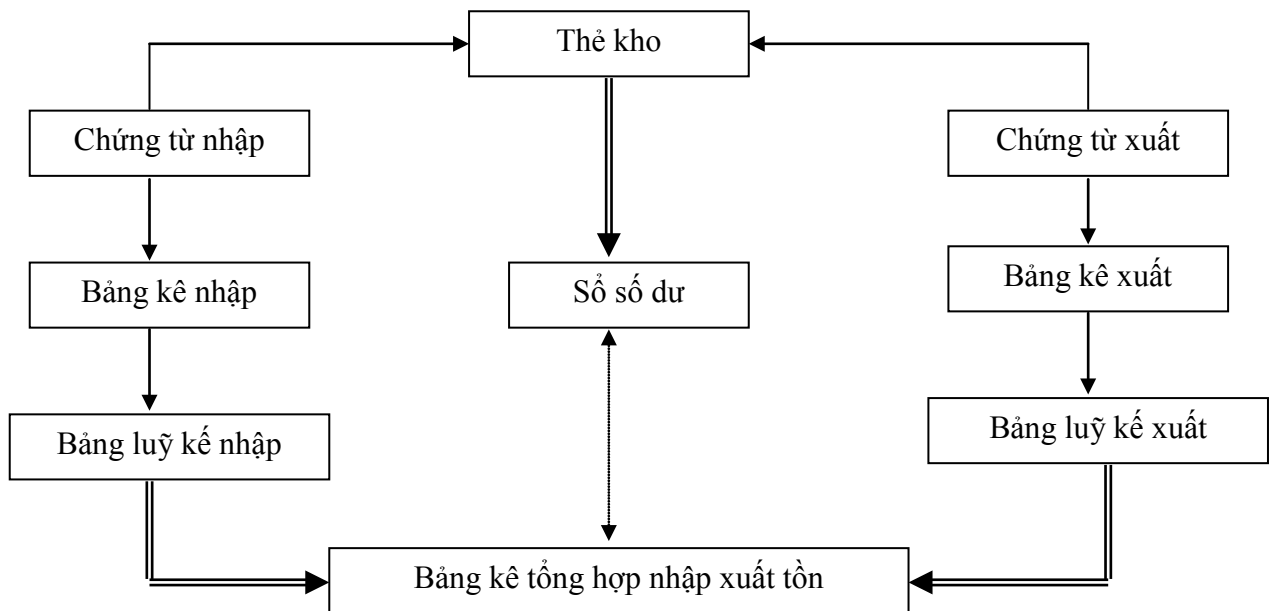 Thẻ kho
Chứng từ nhập
Chứng từ xuất
Bảng kê nhập
Sổ số dư
Bảng kê xuất
Bảng luỹ kế nhập
Bảng luỹ kế xuất
Bảng kê tổng hợp nhập xuất tồn